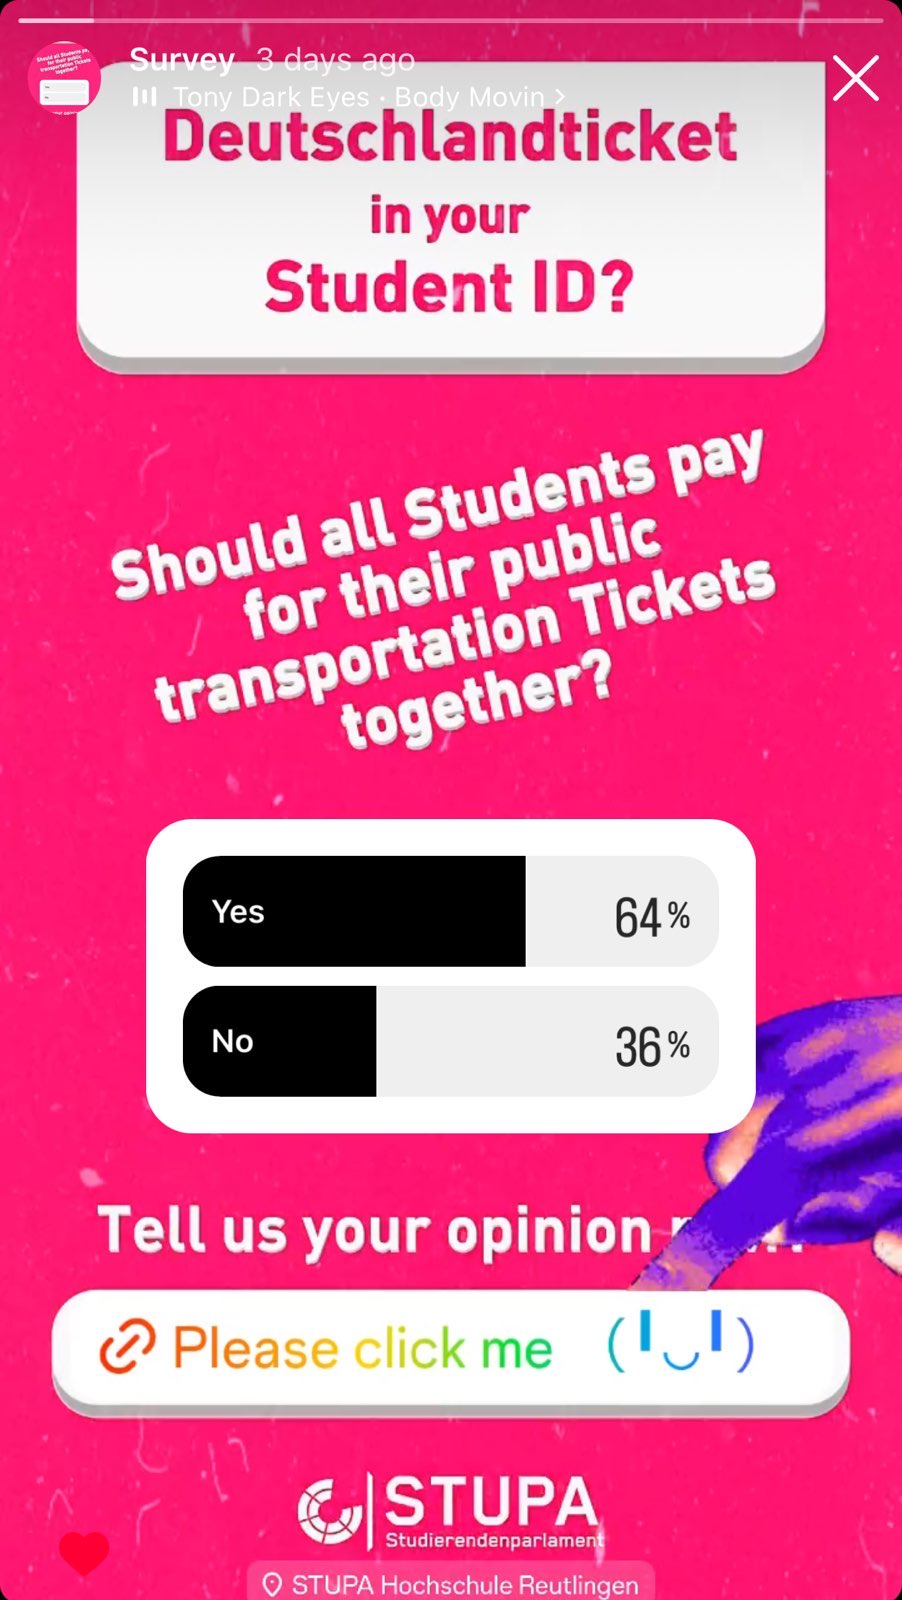 Survey 3 days ago
Tony Dark Eyes · Body Movin >
Deutschlandticket
in your
Student ID?
Should all Students pay
for their public
transportation Tickets
together?
Yes 64%
No 36%
Tell us your opinion
Please click me
STUPA
Studierendenparlament
STUPA Hochschule Reutlingen